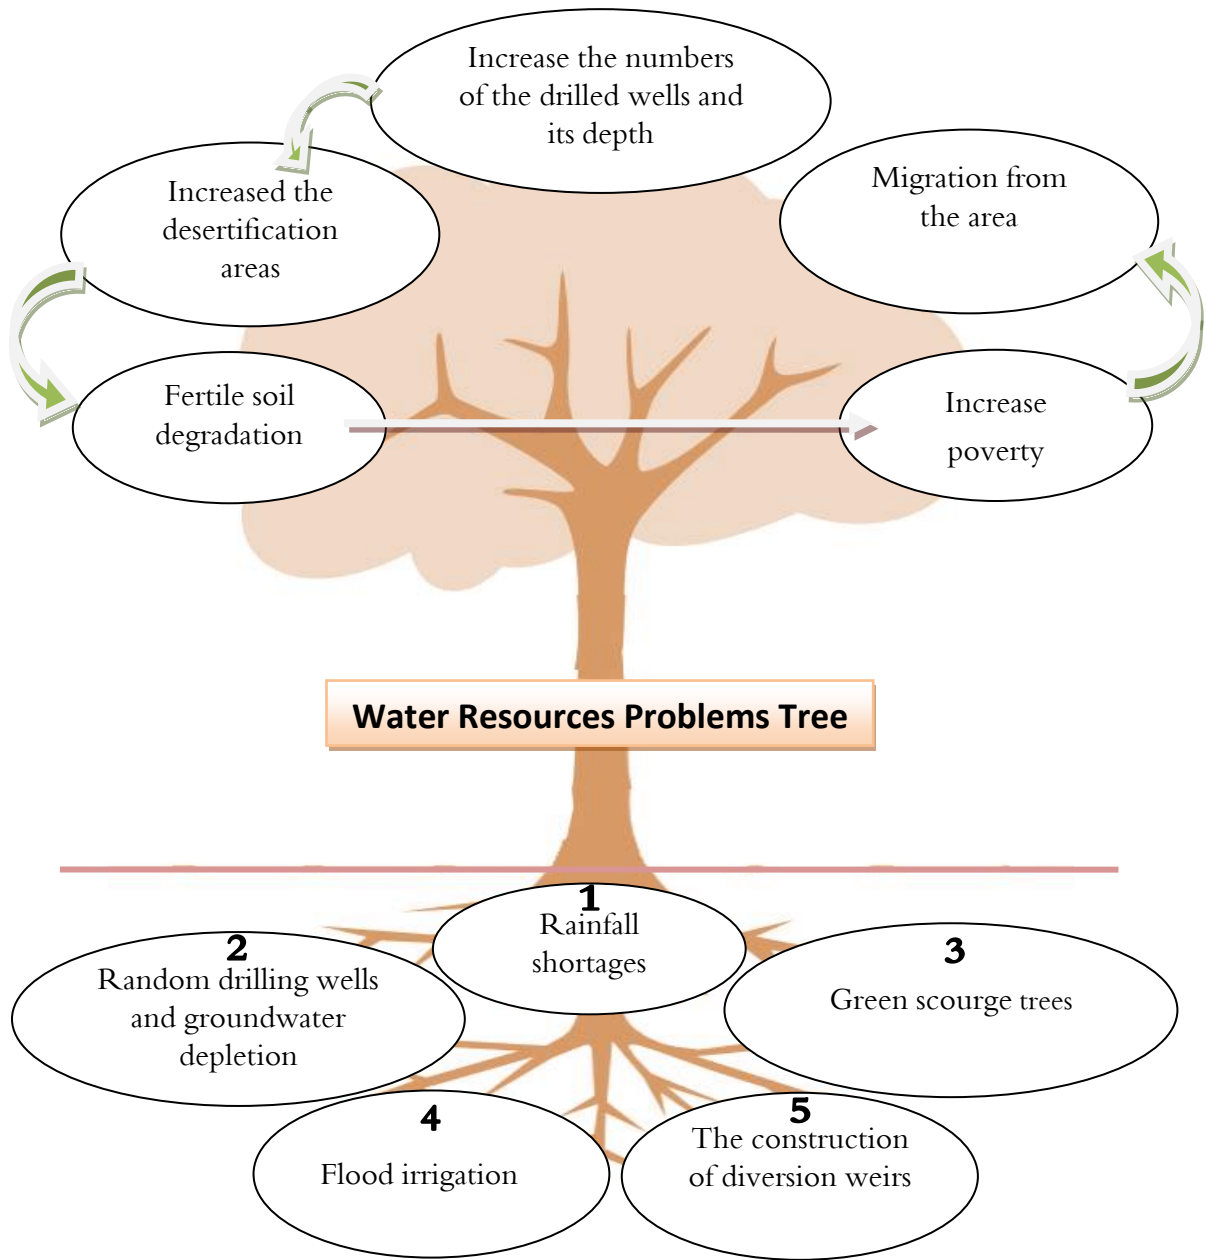 Increase the numbers
of the drilled wells and
its depth
Migration from
the area
Increased the
desertification
areas
Fertile soil
degradation
Increase
poverty
Water Resources Problems Tree
1
Rainfall
shortages
2
Random drilling wells
and groundwater
depletion
3
Green scourge trees
4
Flood irrigation
5
The construction
of diversion weirs